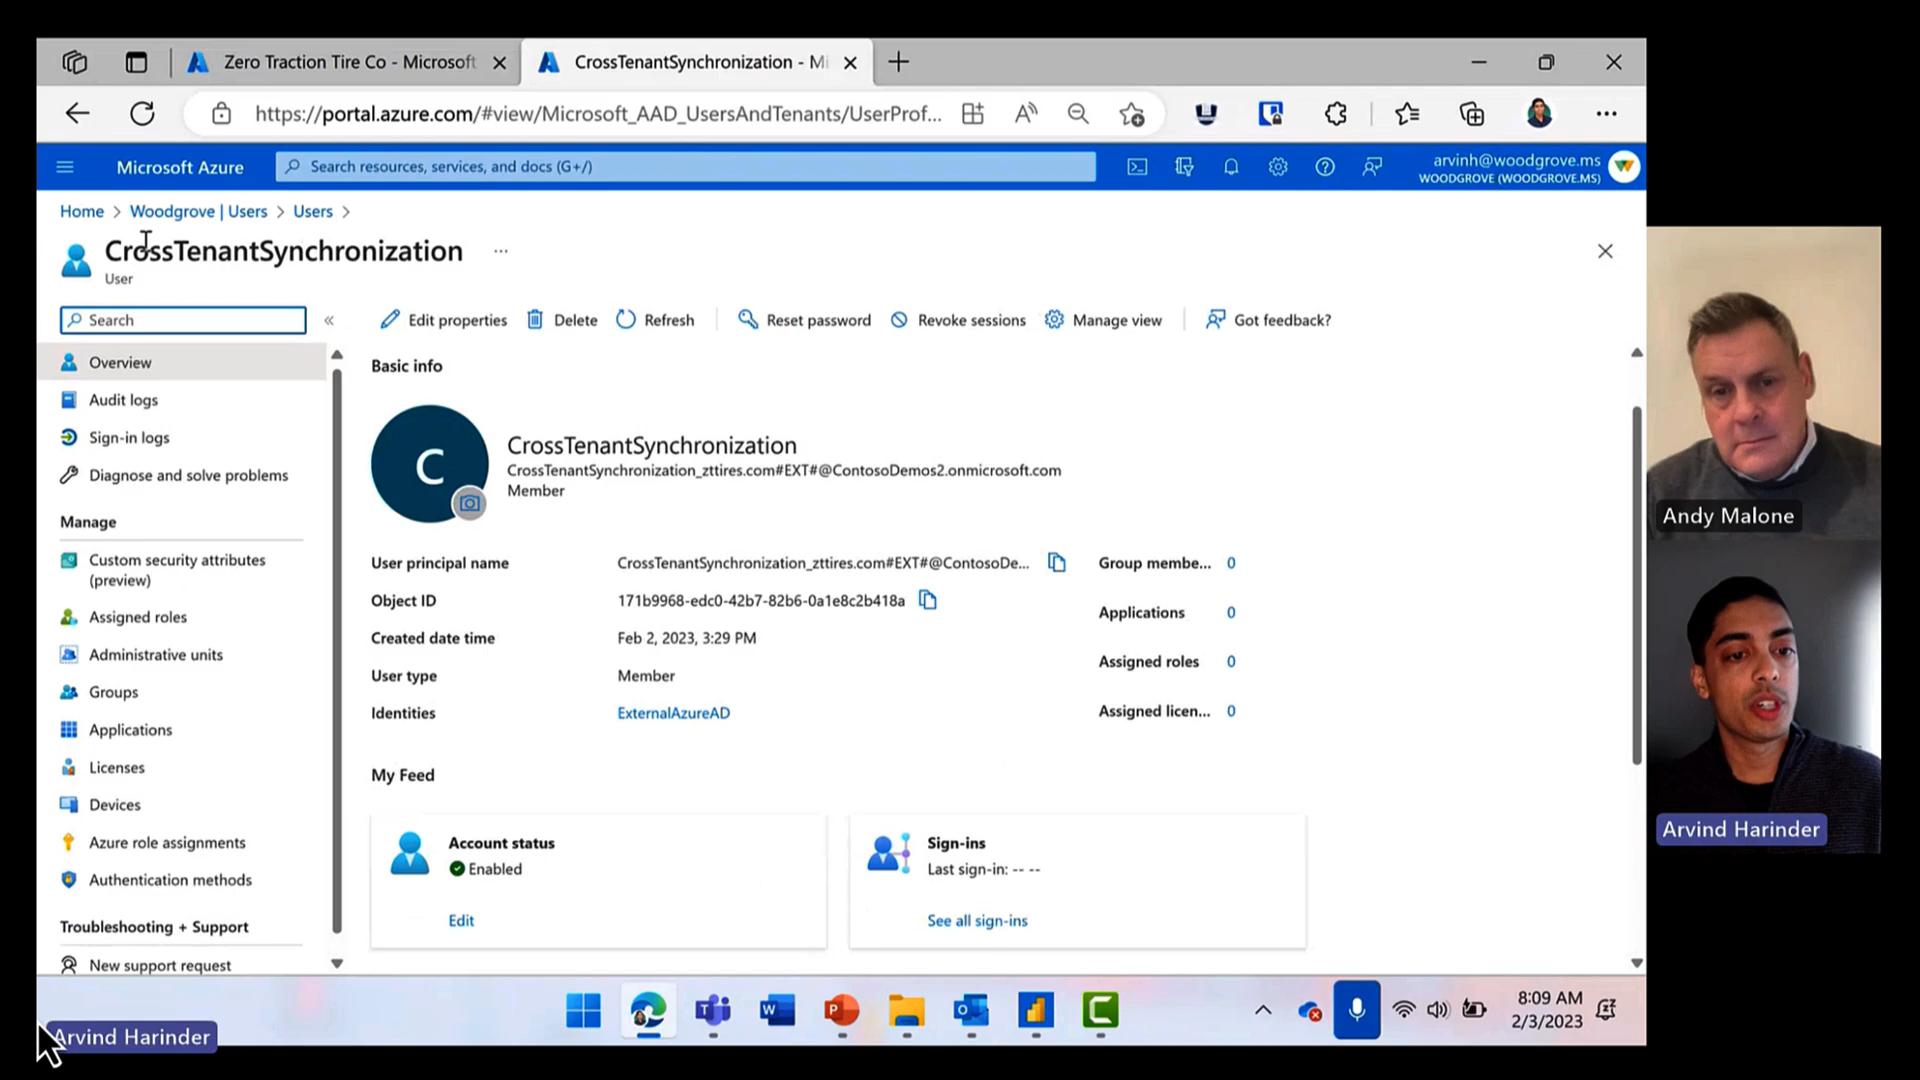 Zero Traction Tire Co - Microsoft
CrossTenantSynchronization - Mi
https://portal.azure.com/#view/Microsoft_AAD_UsersAndTenants/UserProf...
Microsoft Azure
Search resources, services, and docs (G+/)
arvinh@woodgrove.ms
WOODGROVE (WOODGROVE.MS)
Home > Woodgrove | Users > Users >
CrossTenantSynchronization ...
User
Search
«
Edit properties
Delete
Refresh
Reset password
Revoke sessions
Manage view
Got feedback?
Overview
Audit logs
Sign-in logs
Diagnose and solve problems
Manage
Custom security attributes
(preview)
Assigned roles
Administrative units
Groups
Applications
Licenses
Devices
Azure role assignments
Authentication methods
Troubleshooting + Support
New support request
Basic info
C
CrossTenantSynchronization
CrossTenantSynchronization_zttires.com#EXT#@ContosoDemos2.onmicrosoft.com
Member
User principal name CrossTenantSynchronization_zttires.com#EXT#@ContosoDe...
Object ID 171b9968-edc0-42b7-82b6-0a1e8c2b418a
Created date time Feb 2, 2023, 3:29 PM
User type Member
Identities ExternalAzureAD
Group membe... 0
Applications 0
Assigned roles 0
Assigned licen... 0
My Feed
Account status
Enabled
Edit
Sign-ins
Last sign-in: -- --
See all sign-ins
8:09 AM
2/3/2023
Arvind Harinder
Andy Malone
Arvind Harinder